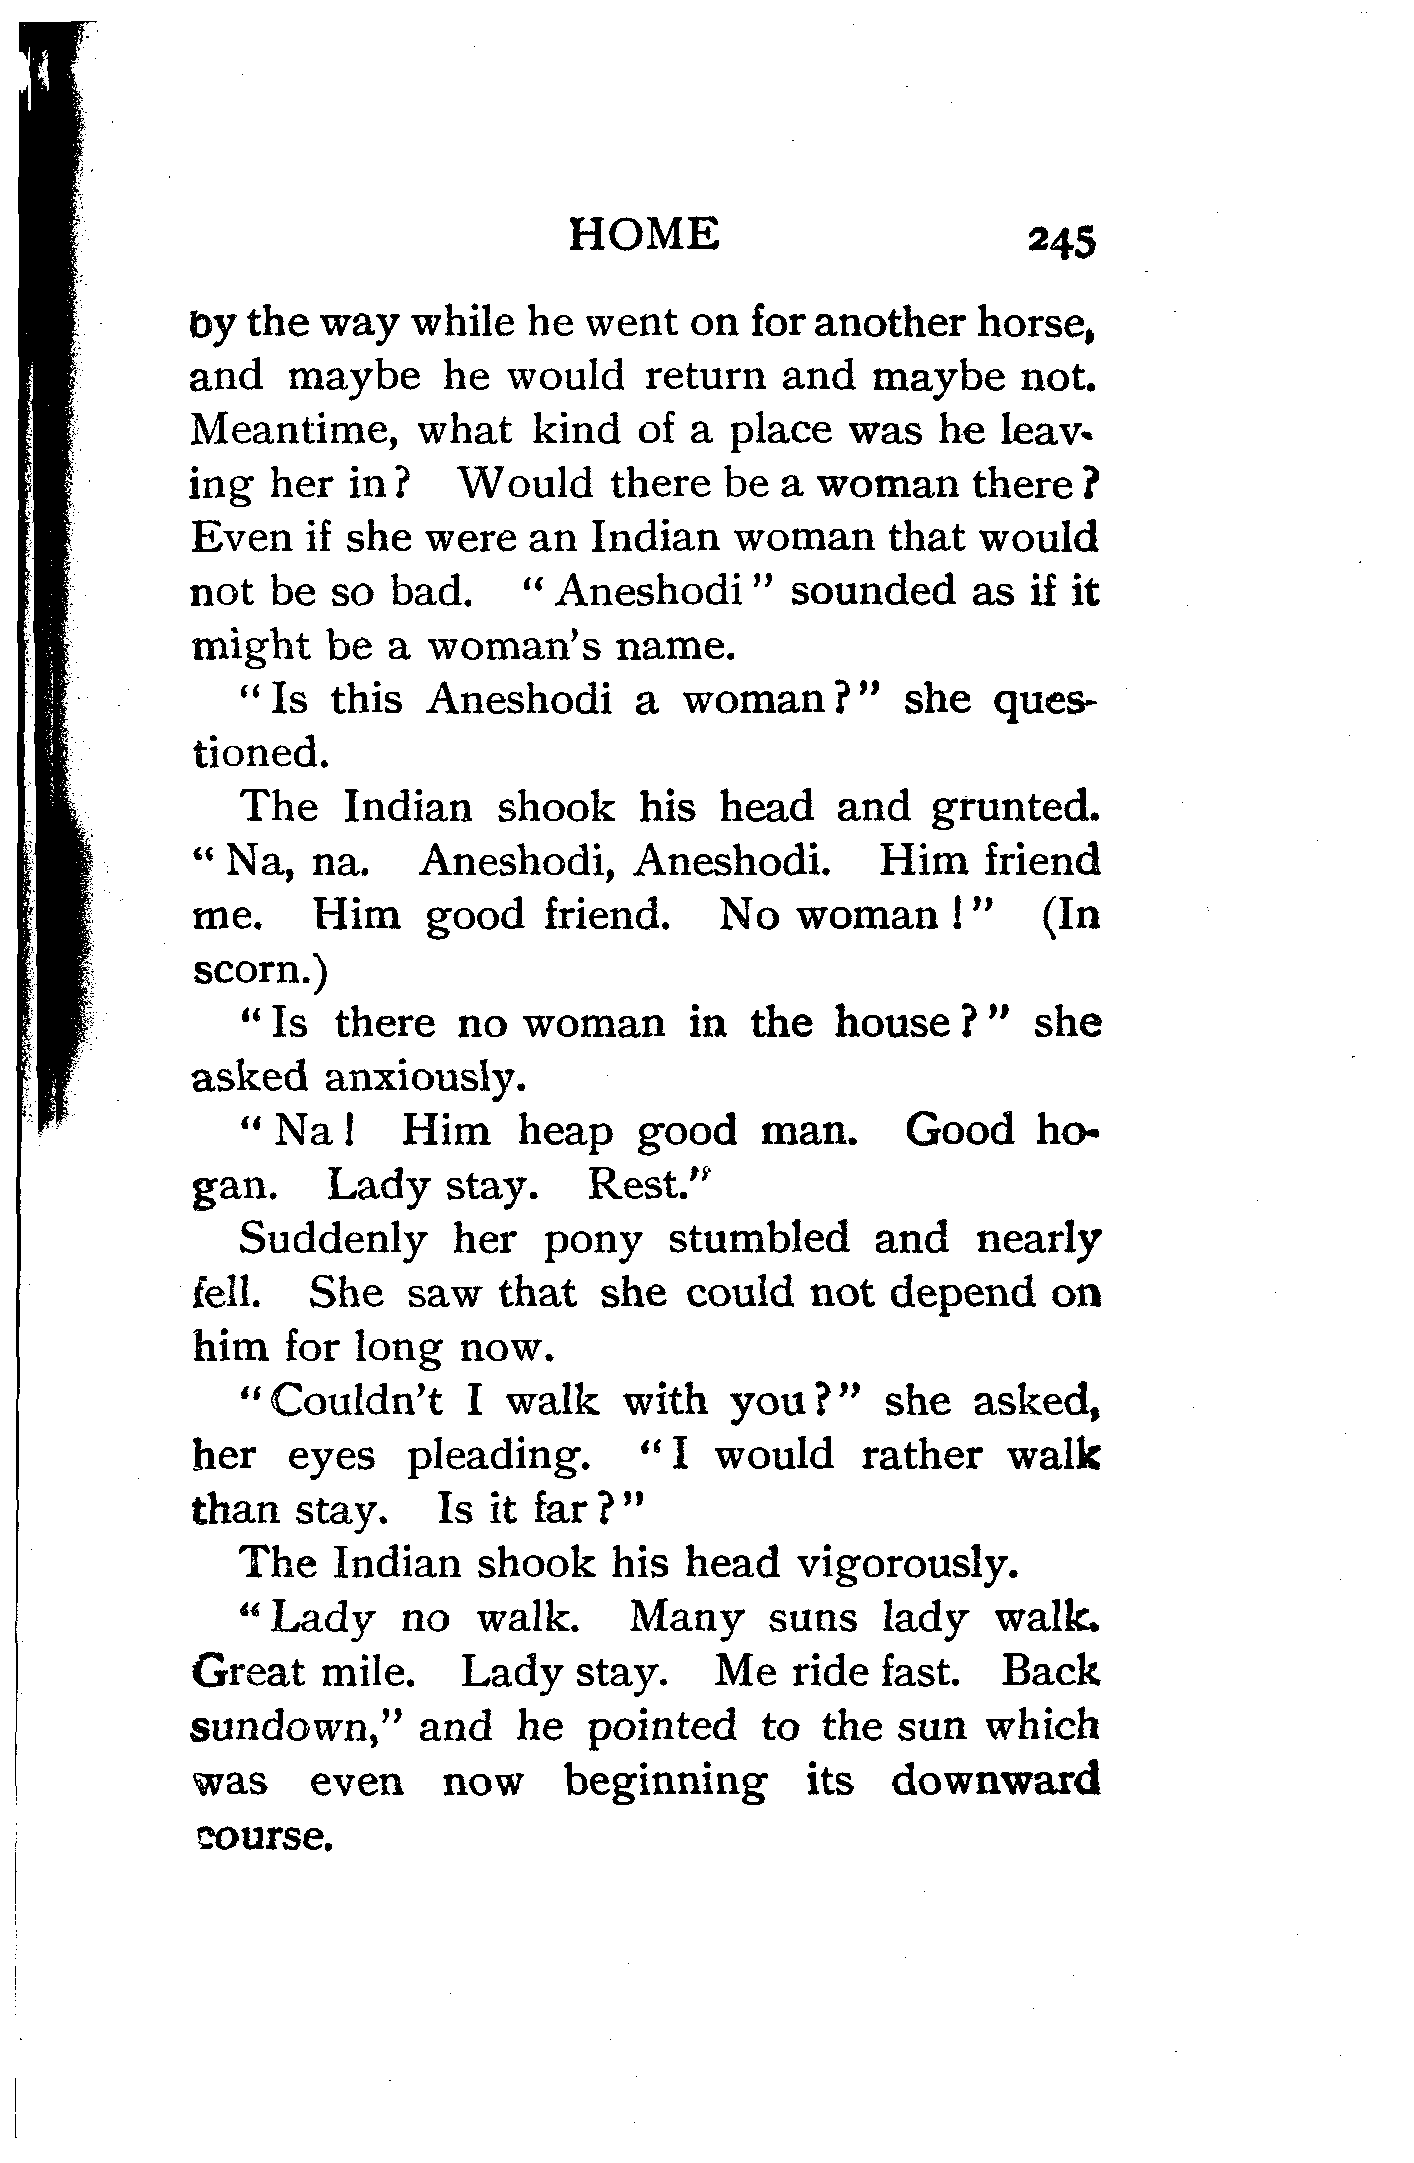 HOME 245
by the way while he went on for another horse,
and maybe he would return and maybe not.
Meantime, what kind of a place was he leav-
ing her in? Would there be a woman there?
Even if she were an Indian woman that would
not be so bad. "Aneshodi" sounded as if it
might be a woman's name.
"Is this Aneshodi a woman?" she ques-
tioned.
The Indian shook his head and grunted.
"Na, na. Aneshodi, Aneshodi. Him friend
me. Him good friend. No woman!" (In
scorn.)
"Is there no woman in the house?" she
asked anxiously.
"Na! Him heap good man. Good ho-
gan. Lady stay. Rest."
Suddenly her pony stumbled and nearly
fell. She saw that she could not depend on
him for long now.
"Couldn't I walk with you?" she asked,
her eyes pleading. "I would rather walk
than stay. Is it far?"
The Indian shook his head vigorously.
"Lady no walk. Many suns lady walk.
Great mile. Lady stay. Me ride fast. Back
sundown," and he pointed to the sun which
was even now beginning its downward
course.